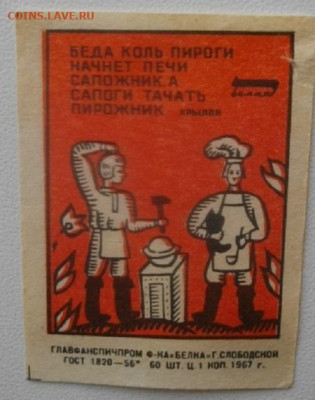 COINS.LAVE.RU
БЕДА КОЛЬ ПИРОГИ
НАЧНЕТ ПЕЧИ
САПОЖНИК, А
САПОГИ ТАЧАТЬ
ПИРОЖНИК КРЫЛОВ
белка
ГЛАВФАНСПИЧПРОМ Ф-КА „БЕЛКА" Г. СЛОБОДСКОЙ
ГОСТ 1820—56* 60 ШТ. Ц. 1 КОП. 1967 г.